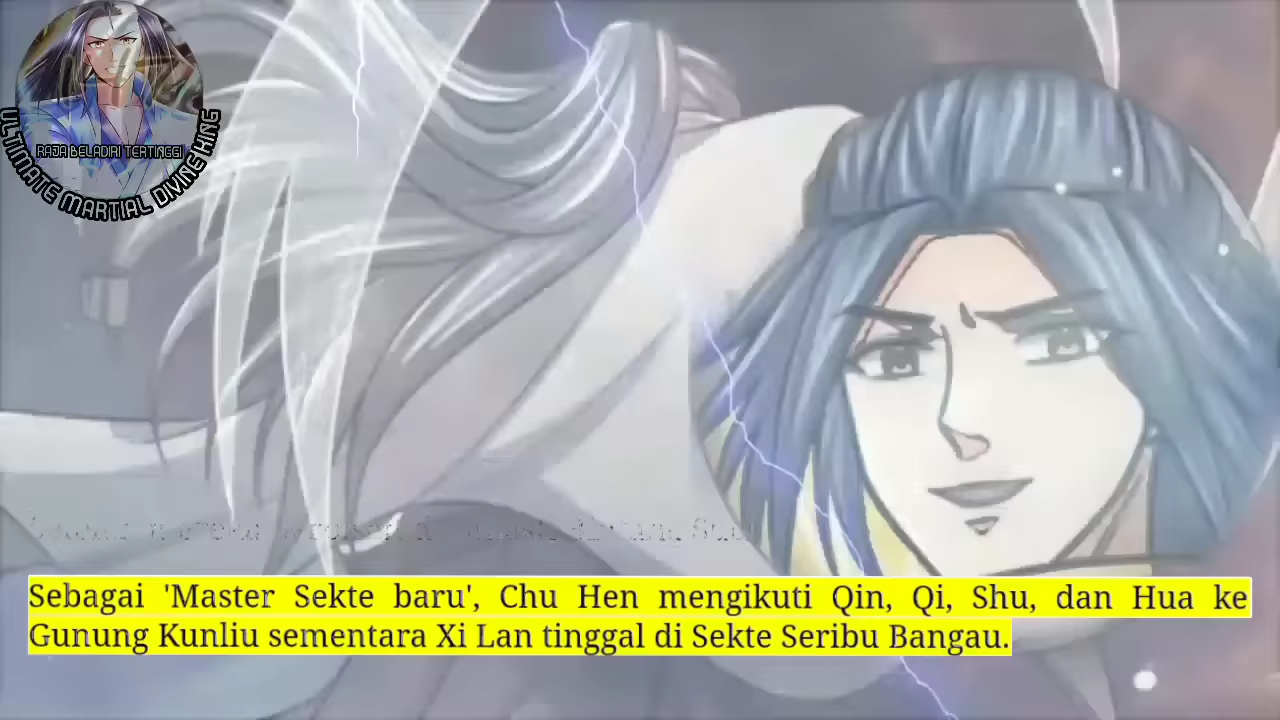 RAJA BELADIRI TERTINGGI
ULTIMATE MARTIAL DIVINE KING
Sebagai 'Master Sekte baru', Chu Hen mengikuti Qin, Qi, Shu, dan Hua ke
Gunung Kunliu sementara Xi Lan tinggal di Sekte Seribu Bangau.